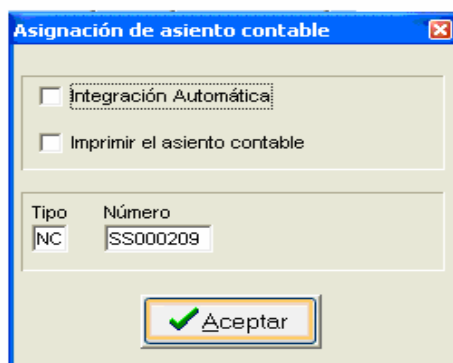 Asignación de asiento contable
Integración Automática
Imprimir el asiento contable
Tipo Número
NC SS000209
Aceptar